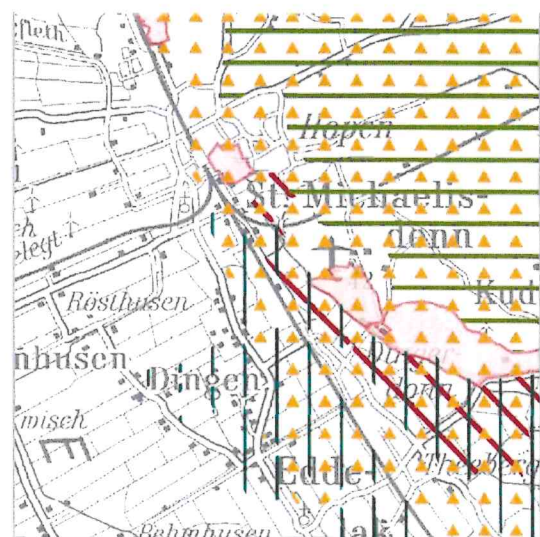 fleth
Hopen
St. Michaelis-
donn
Kud
Rösthusen
nhusen
Dingen
misch
Edde-
lak
Behmhusen